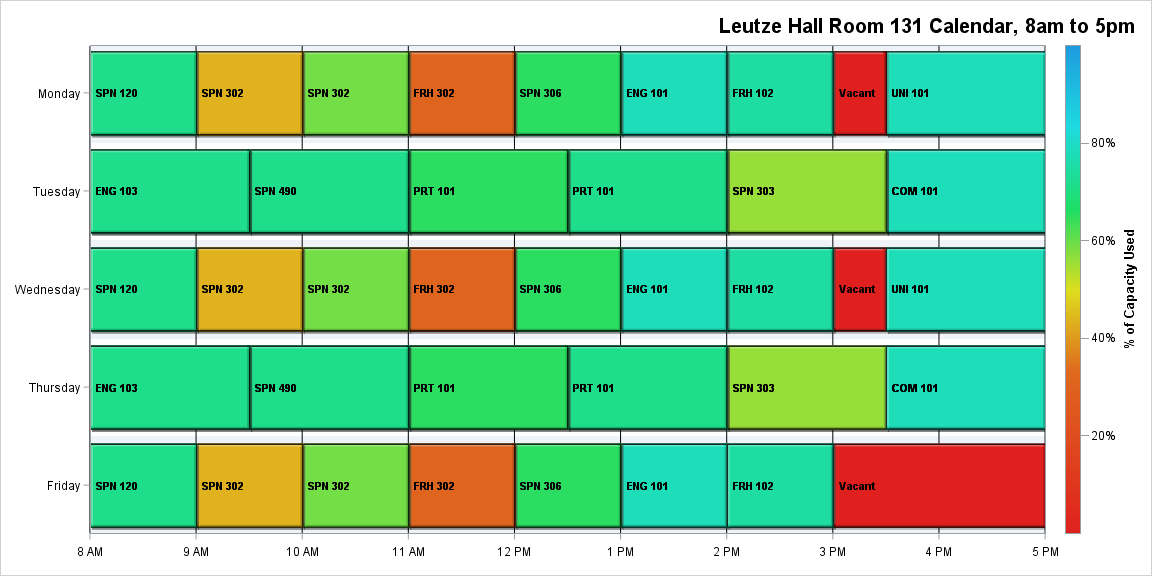 Leutze Hall Room 131 Calendar, 8am to 5pm
Monday
SPN 120
SPN 302
SPN 302
FRH 302
SPN 306
ENG 101
FRH 102
Vacant
UNI 101
Tuesday
ENG 103
SPN 490
PRT 101
PRT 101
SPN 303
COM 101
Wednesday
SPN 120
SPN 302
SPN 302
FRH 302
SPN 306
ENG 101
FRH 102
Vacant
UNI 101
Thursday
ENG 103
SPN 490
PRT 101
PRT 101
SPN 303
COM 101
Friday
SPN 120
SPN 302
SPN 302
FRH 302
SPN 306
ENG 101
FRH 102
Vacant
8 AM
9 AM
10 AM
11 AM
12 PM
1 PM
2 PM
3 PM
4 PM
5 PM
80%
60%
40%
20%
% of Capacity Used